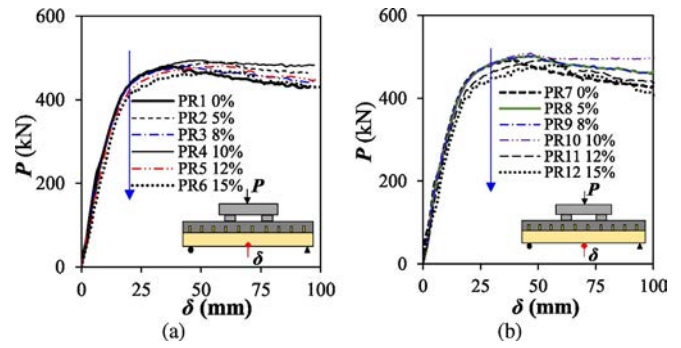 600
400
200
0
P (kN)
PR1 0%
PR2 5%
PR3 8%
PR4 10%
PR5 12%
PR6 15%
P
δ
0 25 50 75 100
δ (mm)
(a)
600
400
200
0
P (kN)
PR7 0%
PR8 5%
PR9 8%
PR10 10%
PR11 12%
PR12 15%
P
δ
0 25 50 75 100
δ (mm)
(b)